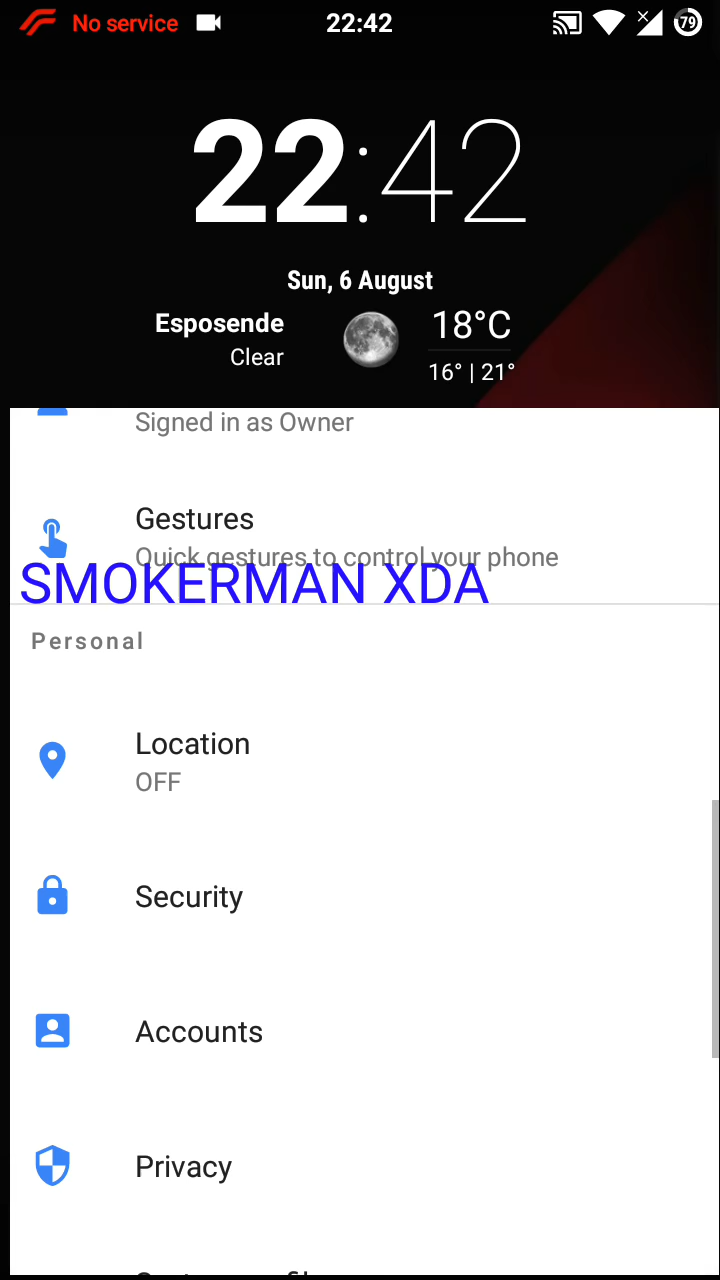 No service 22:42 79
22:42
Sun, 6 August
Esposende
Clear
18°C
16° | 21°
Signed in as Owner
Gestures
Quick gestures to control your phone
SMOKERMAN XDA
Personal
Location
OFF
Security
Accounts
Privacy